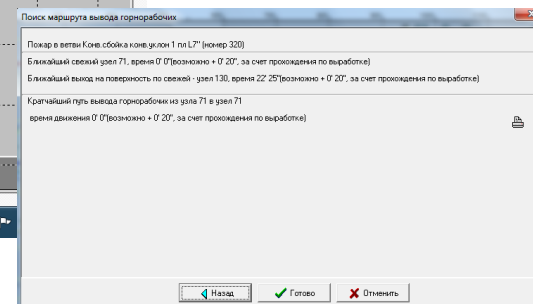 Поиск маршрута вывода горнорабочих
Пожар в ветви Конв.сбойка конв.уклон 1 пл L7" (номер 320)
Ближайший свежий узел 71, время 0' 0"(возможно + 0' 20", за счет прохождения по выработке)
Ближайший выход на поверхность по свежей - узел 130, время 22' 25"(возможно + 0' 20", за счет прохождения по выработке)
Кратчайший путь вывода горнорабочих из узла 71 в узел 71
время движения 0' 0"(возможно + 0' 20", за счет прохождения по выработке)
Назад
Готово
Отменить